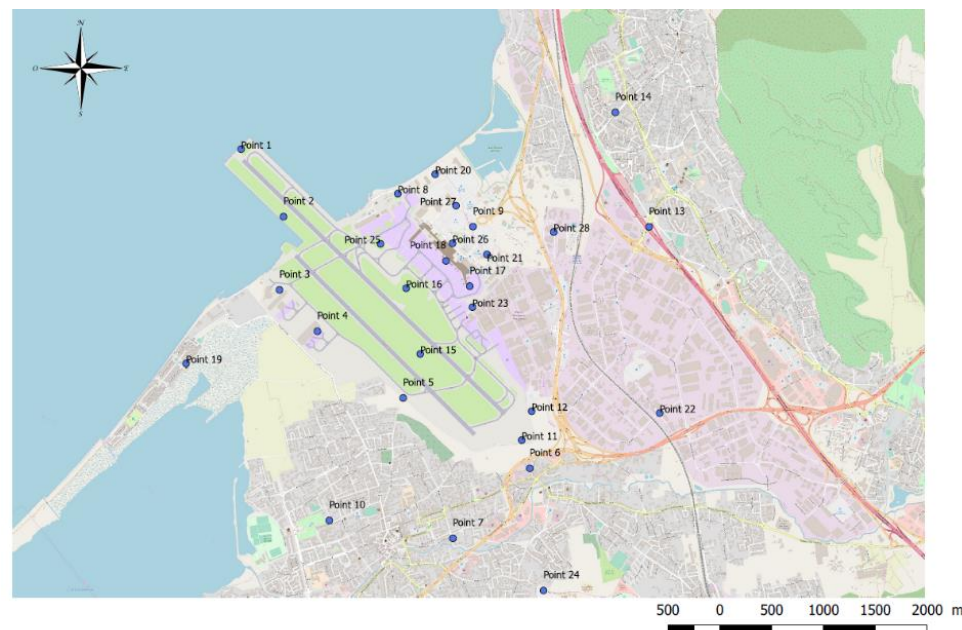 N
O
E
S
Point 14
Point 1
Point 20
Point 8
Point 27
Point 2
Point 9
Point 13
Point 28
Point 25
Point 26
Point 18
Point 21
Point 3
Point 17
Point 16
Point 23
Point 4
Point 15
Point 19
Point 5
Point 12
Point 22
Point 11
Point 6
Point 10
Point 7
Point 24
500 0 500 1000 1500 2000 m